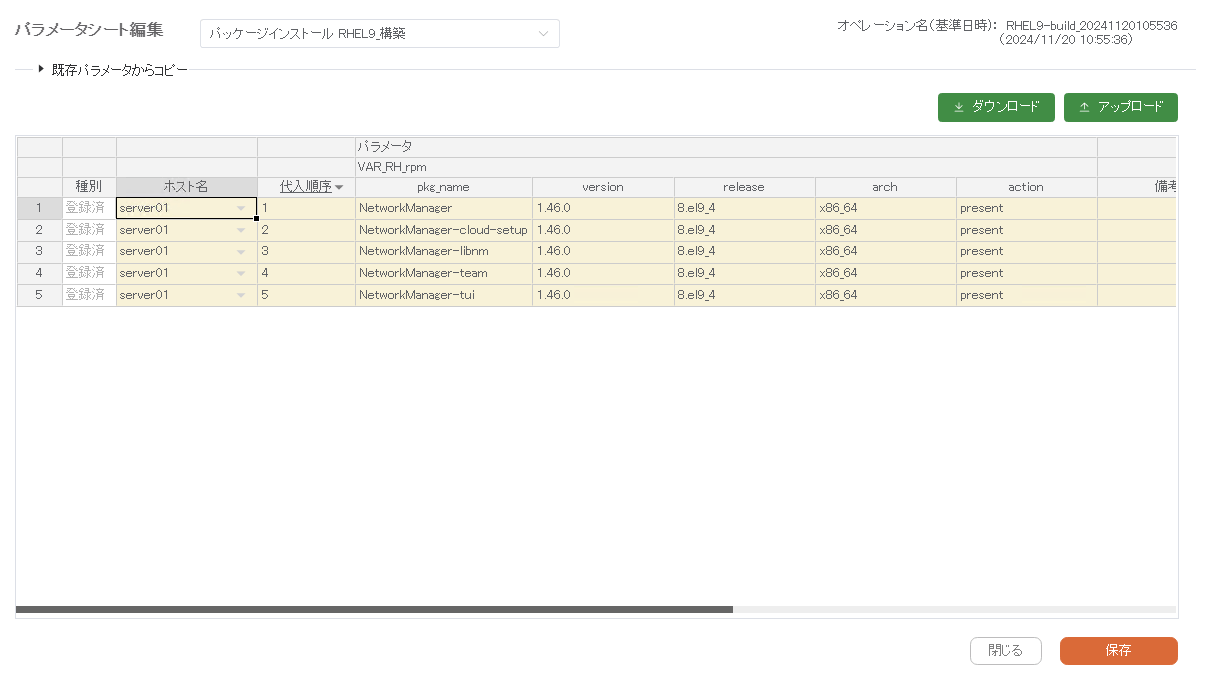 パラメータシート編集
パッケージインストール RHEL9_構築
オペレーション名(基準日時): RHEL9-build_20241120105536
(2024/11/20 10:55:36)
既存パラメータからコピー
ダウンロード アップロード
パラメータ
VAR_RH_rpm
種別 ホスト名 代入順序 pkg_name version release arch action 備考
1 登録済 server01 1 NetworkManager 1.46.0 8.el9_4 x86_64 present
2 登録済 server01 2 NetworkManager-cloud-setup 1.46.0 8.el9_4 x86_64 present
3 登録済 server01 3 NetworkManager-libnm 1.46.0 8.el9_4 x86_64 present
4 登録済 server01 4 NetworkManager-team 1.46.0 8.el9_4 x86_64 present
5 登録済 server01 5 NetworkManager-tui 1.46.0 8.el9_4 x86_64 present
閉じる 保存